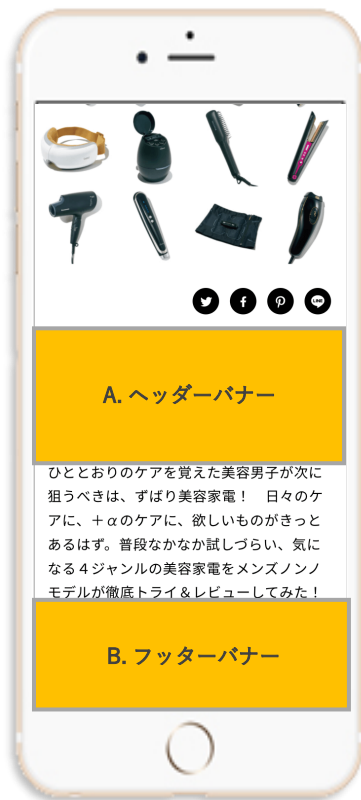 LINE
A. ヘッダーバナー
ひととおりのケアを覚えた美容男子が次に
狙うべきは、ずばり美容家電！　日々のケ
アに、＋αのケアに、欲しいものがきっと
あるはず。普段なかなか試しづらい、気に
なる４ジャンルの美容家電をメンズノンノ
モデルが徹底トライ＆レビューしてみた！
B. フッターバナー